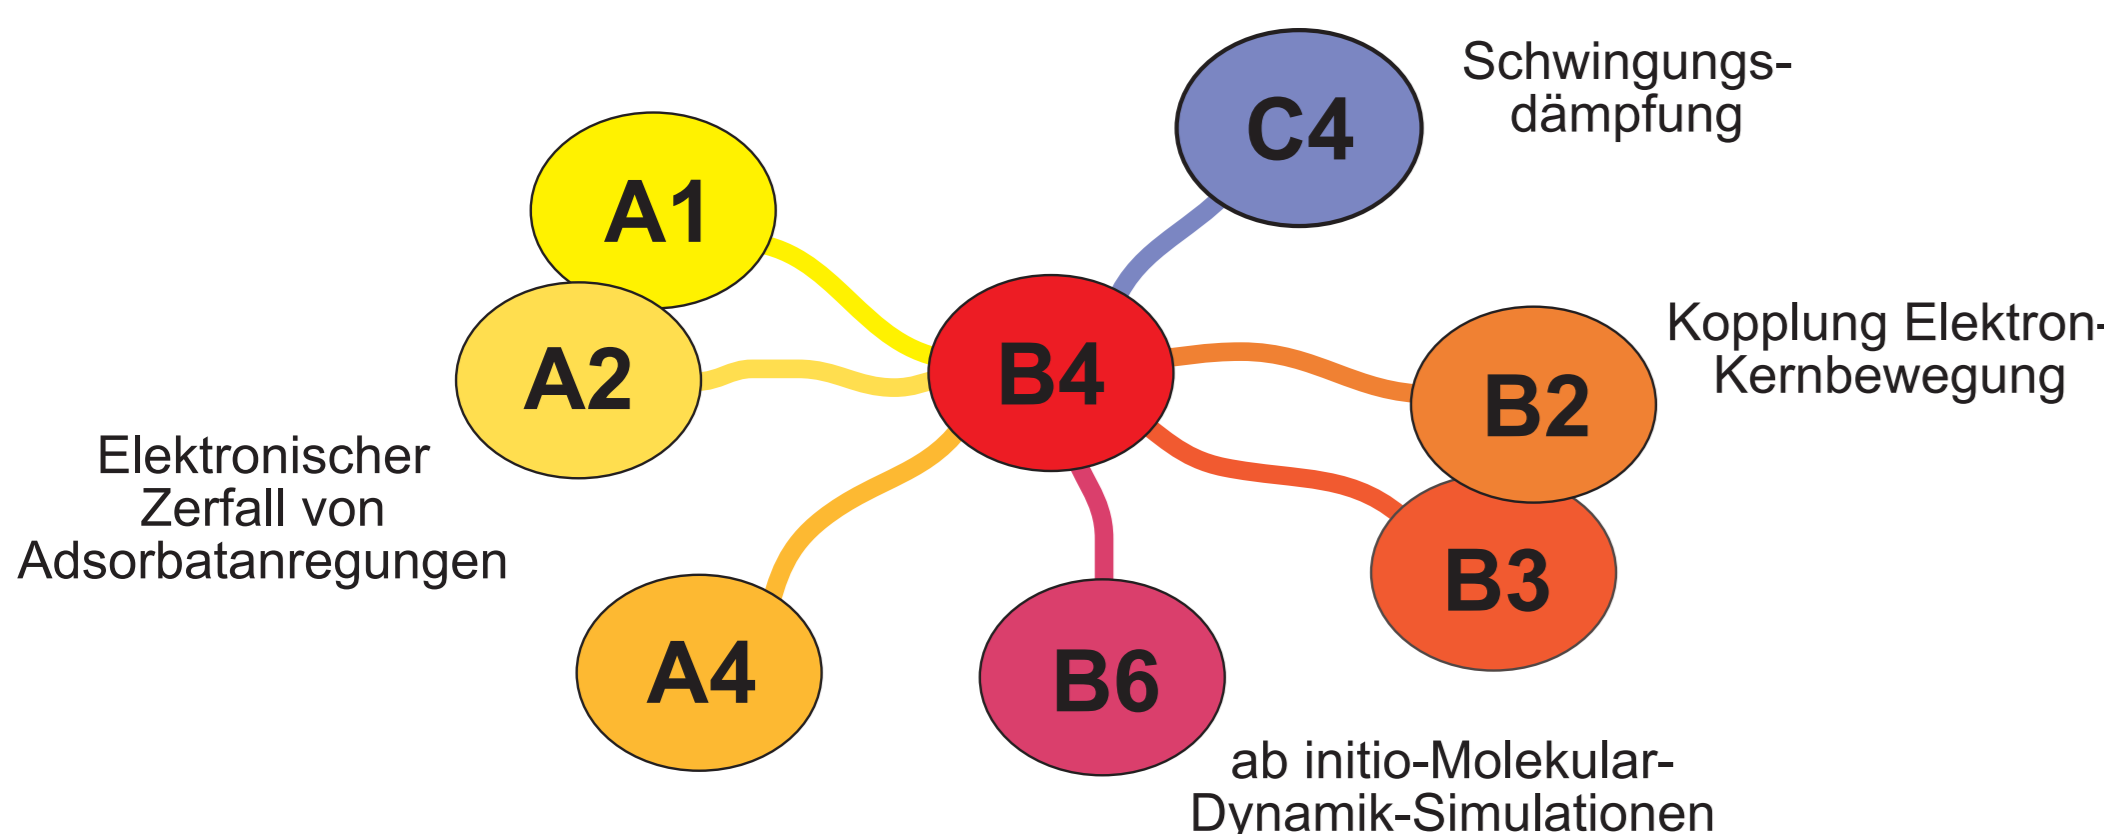 Schwingungs-
dämpfung
C4
A1
A2
B4
B2
Kopplung Elektron-
Kernbewegung
Elektronischer
Zerfall von
Adsorbatanregungen
B3
A4
B6
ab initio-Molekular-
Dynamik-Simulationen